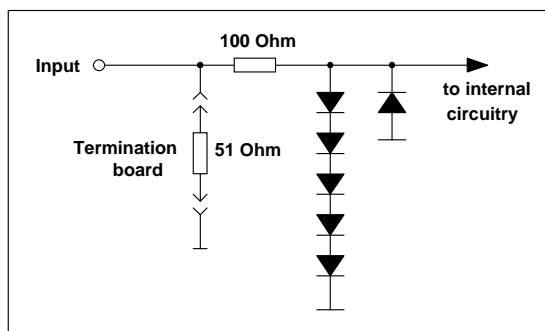 100 Ohm
Input
to internal
circuitry
Termination
board
51 Ohm